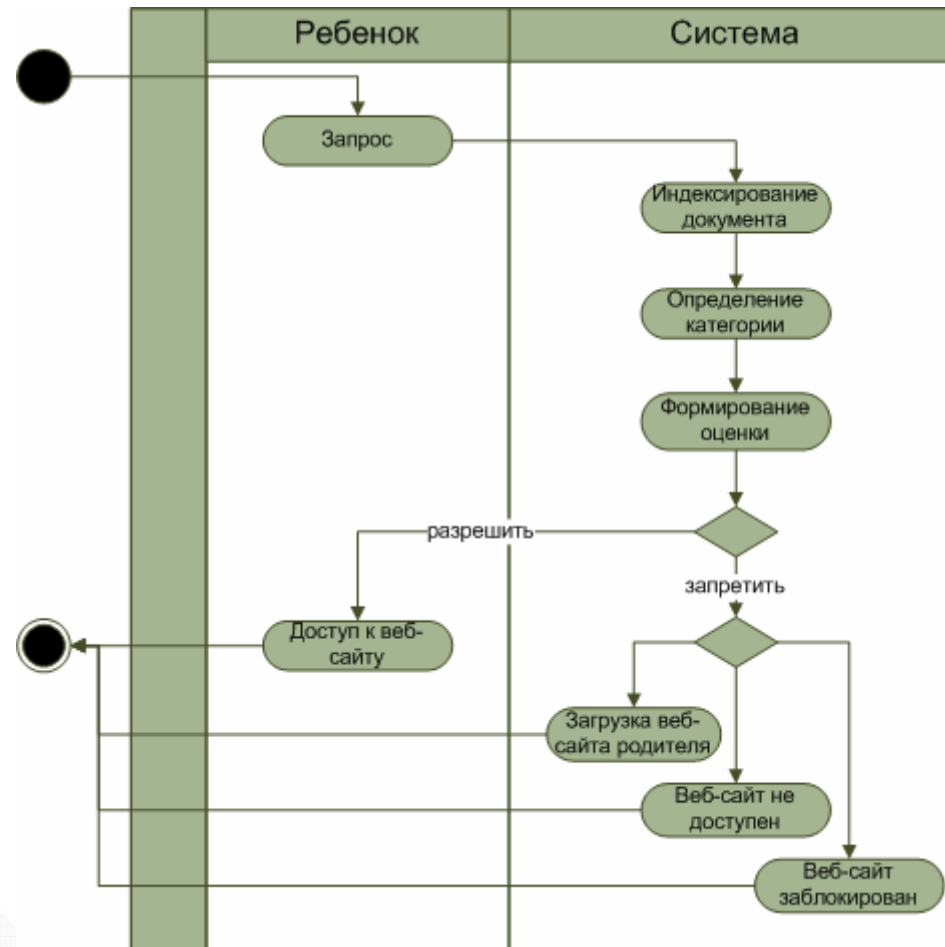 Ребенок
Система
Запрос
Индексирование
документа
Определение
категории
Формирование
оценки
разрешить
запретить
Доступ к веб-
сайту
Загрузка веб-
сайта родителя
Веб-сайт не
доступен
Веб-сайт
заблокирован